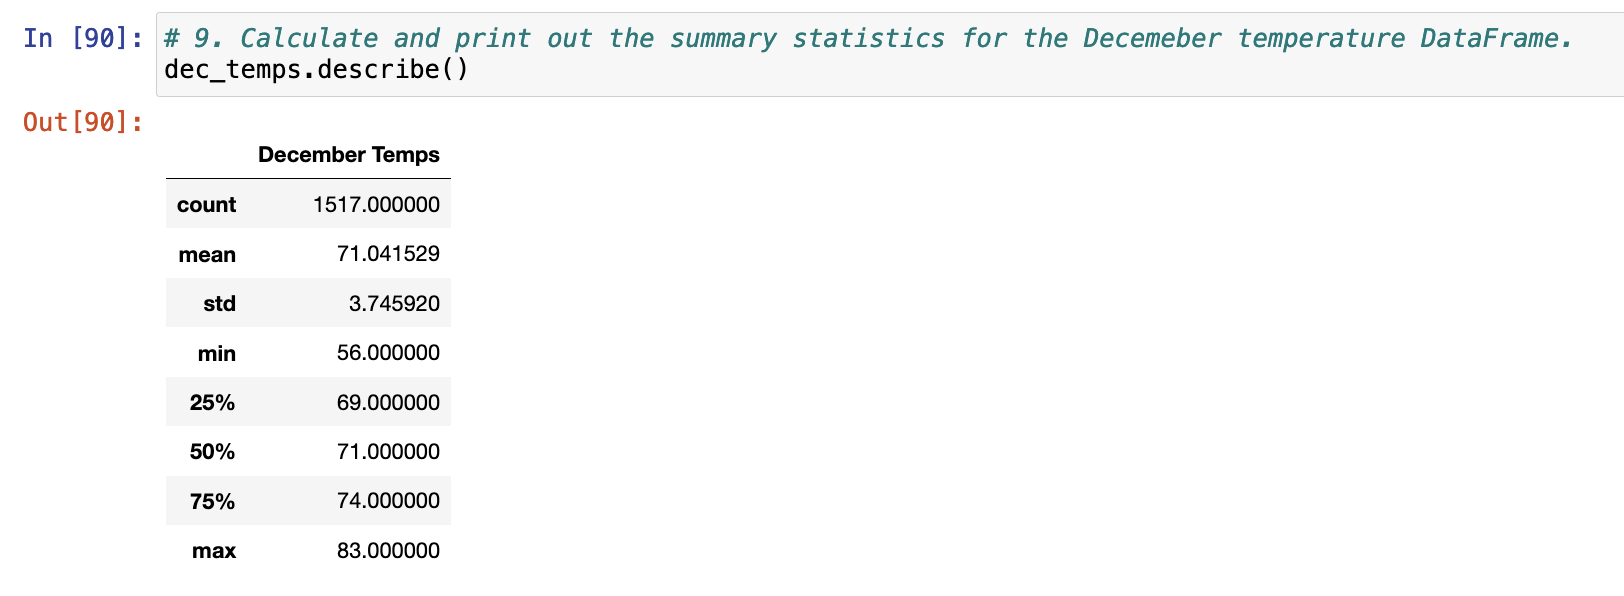 In [90]: # 9. Calculate and print out the summary statistics for the Decemeber temperature DataFrame.
dec_temps.describe()
Out[90]:
December Temps
count 1517.000000
mean 71.041529
std 3.745920
min 56.000000
25% 69.000000
50% 71.000000
75% 74.000000
max 83.000000